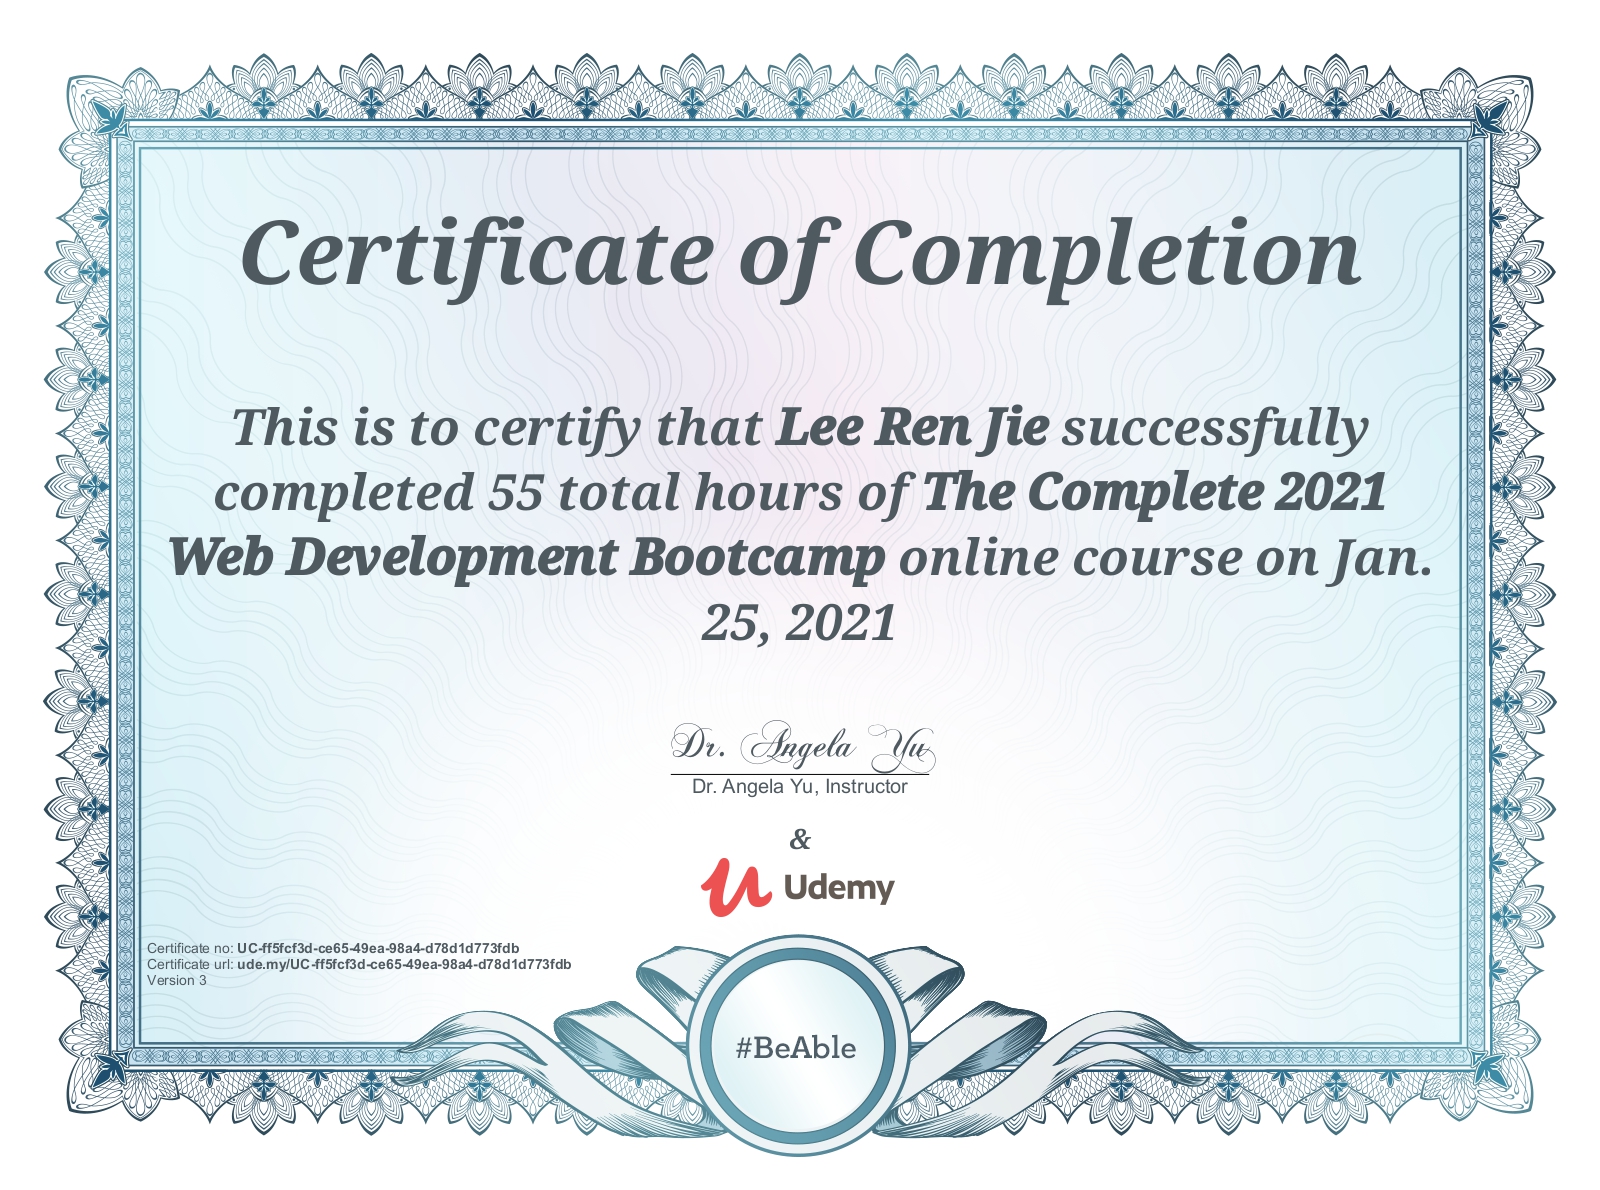 Certificate of Completion
This is to certify that Lee Ren Jie successfully
completed 55 total hours of The Complete 2021
Web Development Bootcamp online course on Jan.
25, 2021
Dr. Angela Yu
Dr. Angela Yu, Instructor
&
Udemy
Certificate no: UC-ff5fcf3d-ce65-49ea-98a4-d78d1d773fdb
Certificate url: ude.my/UC-ff5fcf3d-ce65-49ea-98a4-d78d1d773fdb
Version 3
#BeAble